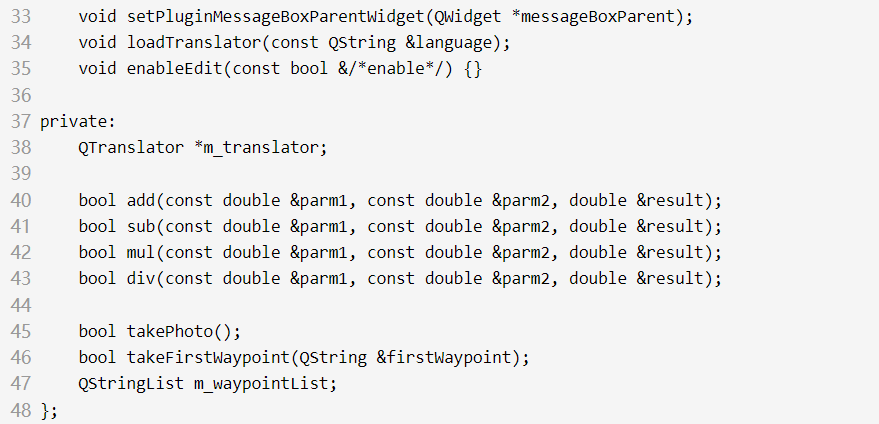 33     void setPluginMessageBoxParentWidget(QWidget *messageBoxParent);
34     void loadTranslator(const QString &language);
35     void enableEdit(const bool &/*enable*/) {}
36
37 private:
38     QTranslator *m_translator;
39
40     bool add(const double &parm1, const double &parm2, double &result);
41     bool sub(const double &parm1, const double &parm2, double &result);
42     bool mul(const double &parm1, const double &parm2, double &result);
43     bool div(const double &parm1, const double &parm2, double &result);
44
45     bool takePhoto();
46     bool takeFirstWaypoint(QString &firstWaypoint);
47     QStringList m_waypointList;
48 };